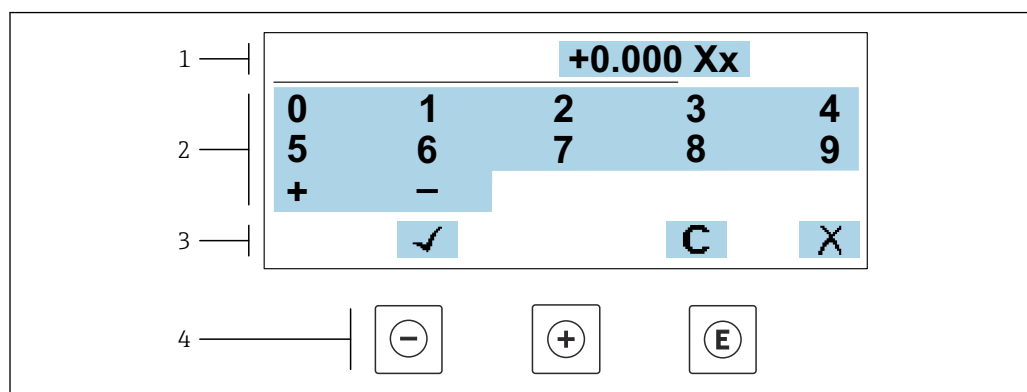 1 +0.000 Xx
0 1 2 3 4
2 5 6 7 8 9
+ −
3 ✓ C X
4 − + E